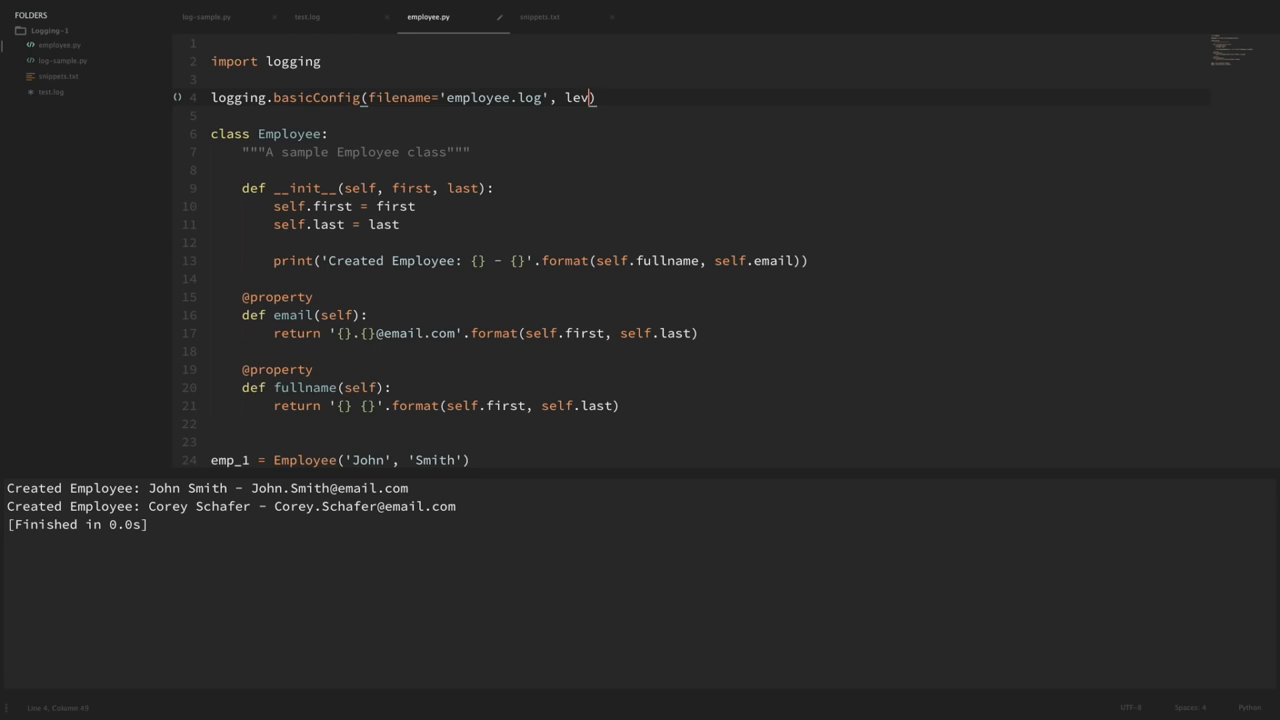 FOLDERS
Logging-1
employee.py
log-sample.py
snippets.txt
test.log
log-sample.py × test.log × employee.py snippets.txt ×
1
2 import logging
3
() 4 logging.basicConfig(filename='employee.log', lev)
5
6 class Employee:
7 """A sample Employee class"""
8
9 def __init__(self, first, last):
10 self.first = first
11 self.last = last
12
13 print('Created Employee: {} - {}'.format(self.fullname, self.email))
14
15 @property
16 def email(self):
17 return '{}.{}@email.com'.format(self.first, self.last)
18
19 @property
20 def fullname(self):
21 return '{} {}'.format(self.first, self.last)
22
23
24 emp_1 = Employee('John', 'Smith')
Created Employee: John Smith - John.Smith@email.com
Created Employee: Corey Schafer - Corey.Schafer@email.com
[Finished in 0.0s]
Line 4, Column 49 UTF-8 Spaces: 4 Python